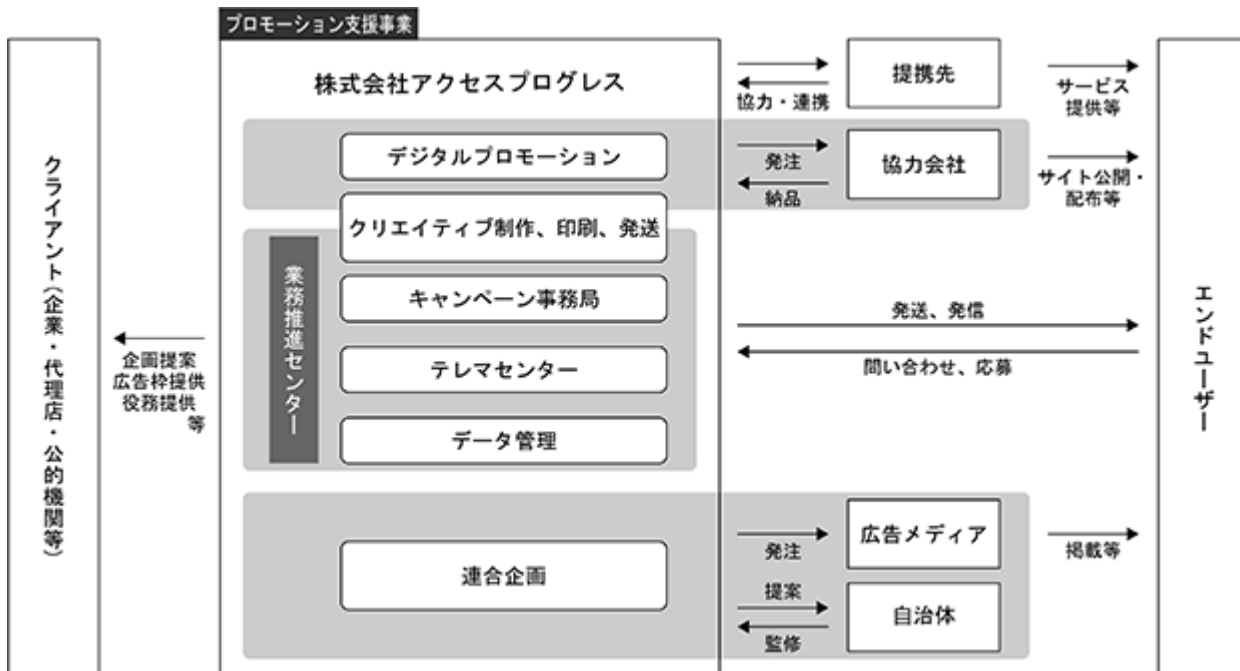 プロモーション支援事業
株式会社アクセスプログレス
クライアント(企業・代理店・公的機関等)
企画提案
広告枠提供
役務提供
等
デジタルプロモーション
クリエイティブ制作、印刷、発送
業務推進センター
キャンペーン事務局
テレマセンター
データ管理
連合企画
協力・連携
提携先
サービス
提供等
発注
納品
協力会社
サイト公開・
配布等
発送、発信
問い合わせ、応募
発注
広告メディア
掲載等
提案
監修
自治体
エンドユーザー